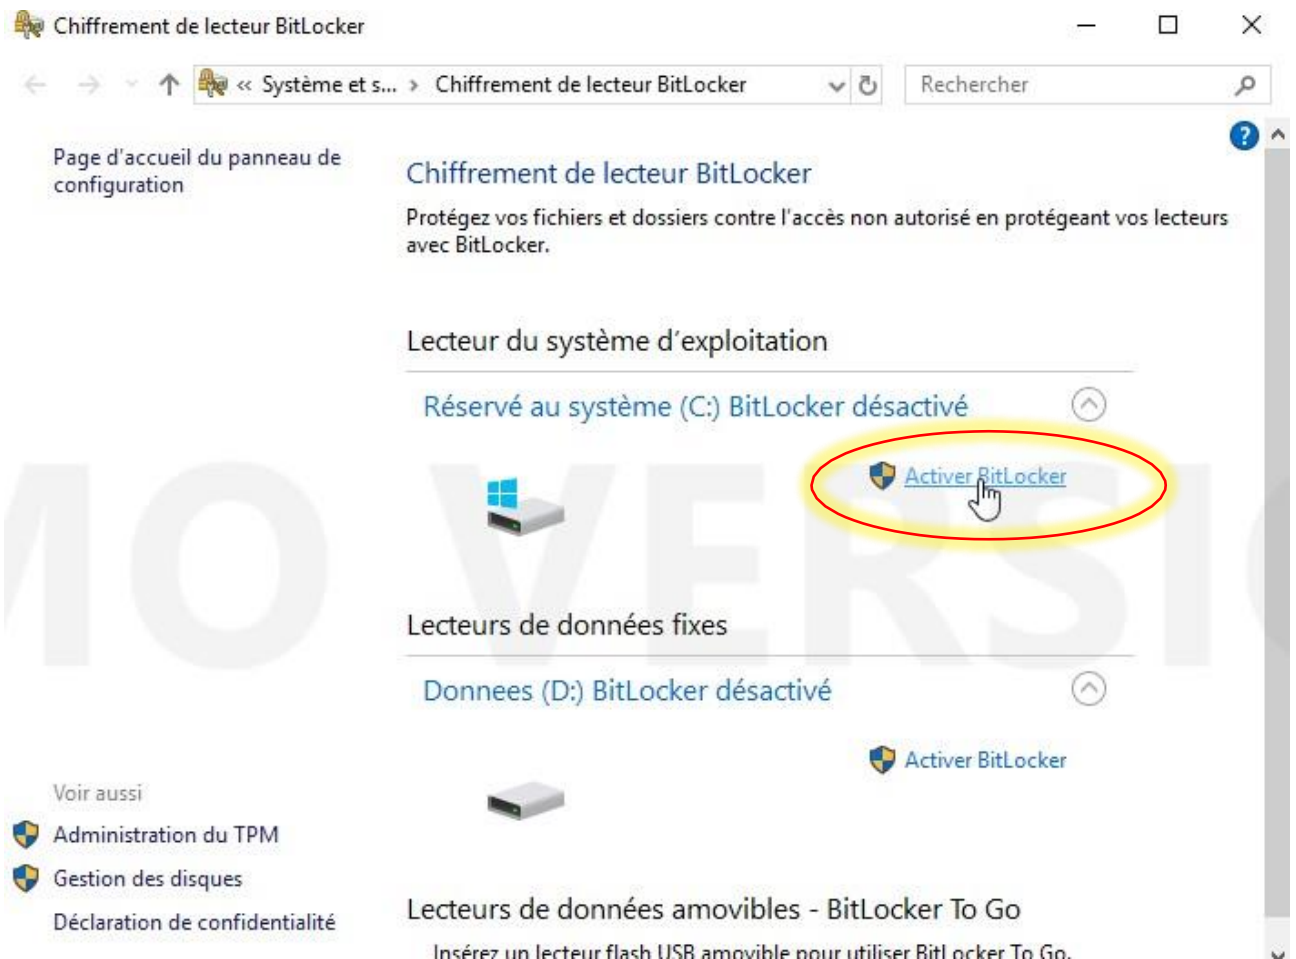 Chiffrement de lecteur BitLocker
« Système et s... › Chiffrement de lecteur BitLocker
Rechercher
Page d'accueil du panneau de
configuration
?
Chiffrement de lecteur BitLocker
Protégez vos fichiers et dossiers contre l'accès non autorisé en protégeant vos lecteurs
avec BitLocker.
Lecteur du système d'exploitation
Réservé au système (C:) BitLocker désactivé
Activer BitLocker
MO VERSIO
Lecteurs de données fixes
Donnees (D:) BitLocker désactivé
Activer BitLocker
Voir aussi
Administration du TPM
Gestion des disques
Déclaration de confidentialité
Lecteurs de données amovibles - BitLocker To Go
Insérez un lecteur flash USB amovible pour utiliser BitLocker To Go.